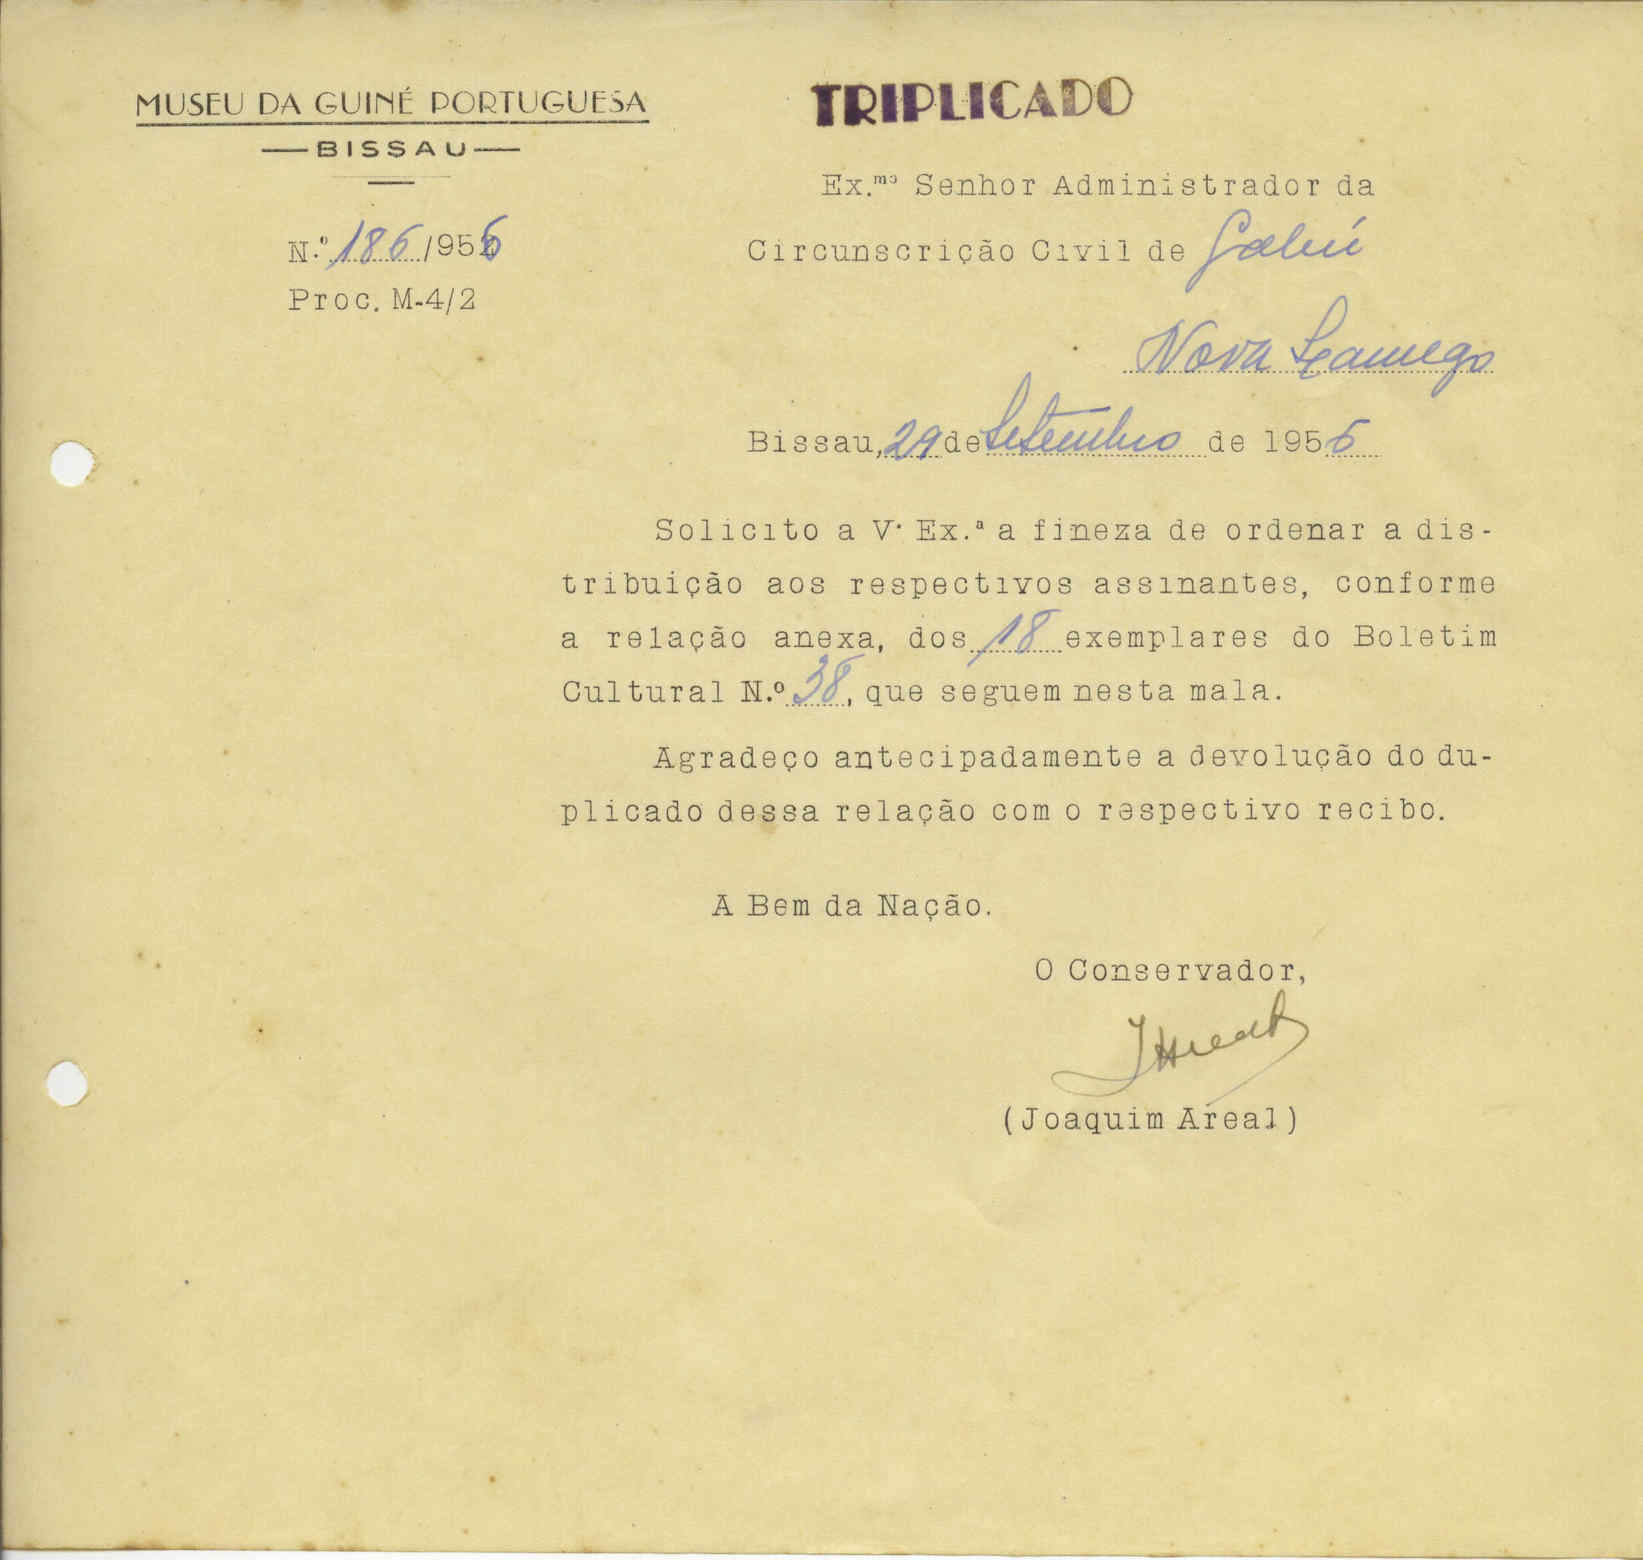 MUSEU DA GUINÉ PORTUGUESA
BISSAU
TRIPLICADO
Ex.mo Senhor Administrador da
N.º 186/956
Circunscrição Civil de Gabú
Proc. M-4/2
Nova Lamego
Bissau, 29 de Setembro de 1956
Solicito a V. Ex.ª a fineza de ordenar a dis-
tribuição aos respectivos assinantes, conforme
a relação anexa, dos 18 exemplares do Boletim
Cultural N.º 38, que seguem nesta mala.
Agradeço antecipadamente a devolução do du-
plicado dessa relação com o respectivo recibo.
A Bem da Nação.
O Conservador,
(Joaquim Areal)